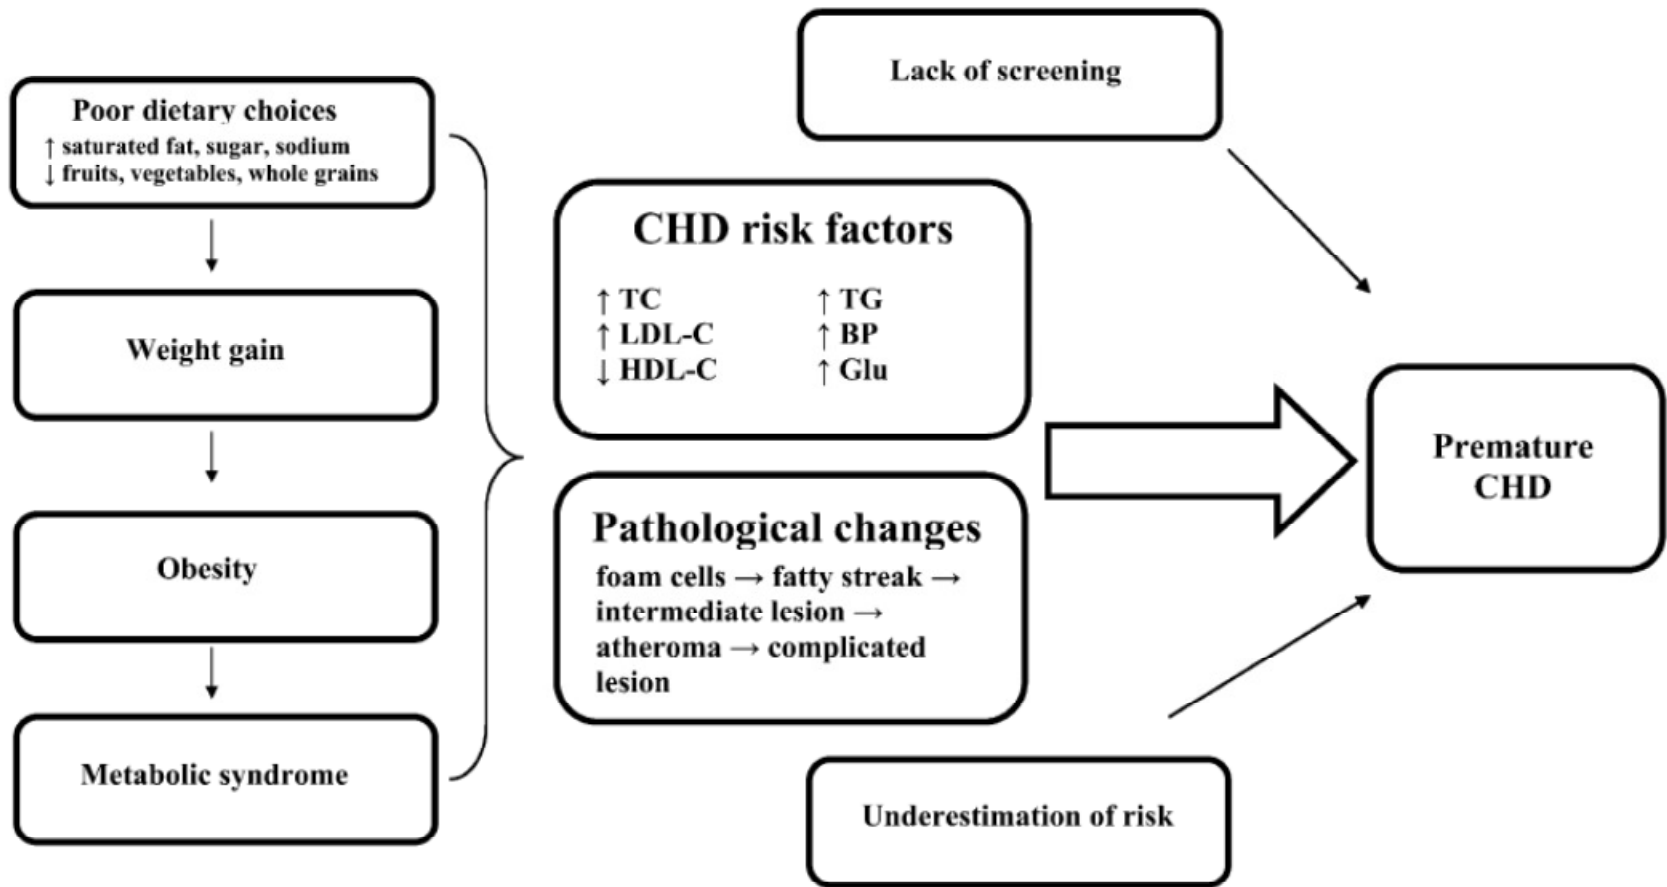 Poor dietary choices
↑ saturated fat, sugar, sodium
↓ fruits, vegetables, whole grains
Weight gain
Obesity
Metabolic syndrome
CHD risk factors
↑ TC ↑ TG
↑ LDL-C ↑ BP
↓ HDL-C ↑ Glu
Pathological changes
foam cells → fatty streak →
intermediate lesion →
atheroma → complicated
lesion
Lack of screening
Underestimation of risk
Premature
CHD